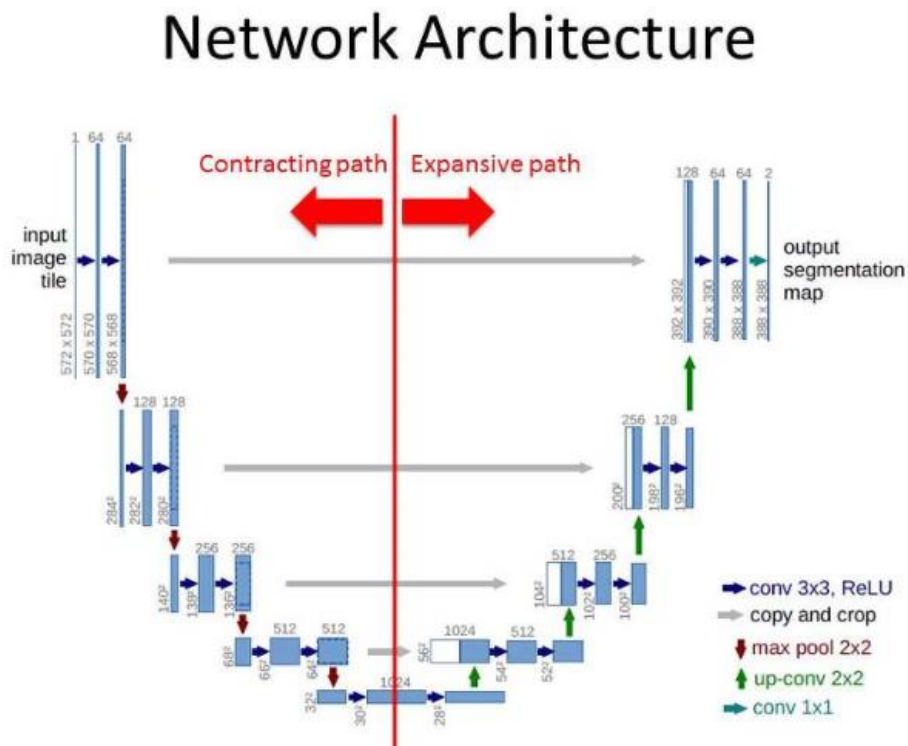 Network Architecture
1 64 64
Contracting path
Expansive path
128 64 64 2
input
image
tile
output
segmentation
map
572 x 572
570 x 570
568 x 568
392 x 392
390 x 390
388 x 388
388 x 388
128 128
256 128
284²
282²
280²
200²
198²
196²
256 256
512 256
140²
138²
136²
104²
102²
100²
512 512
1024 512
68²
66²
64²
56²
54²
52²
1024
32²
30²
28²
conv 3x3, ReLU
copy and crop
max pool 2x2
up-conv 2x2
conv 1x1